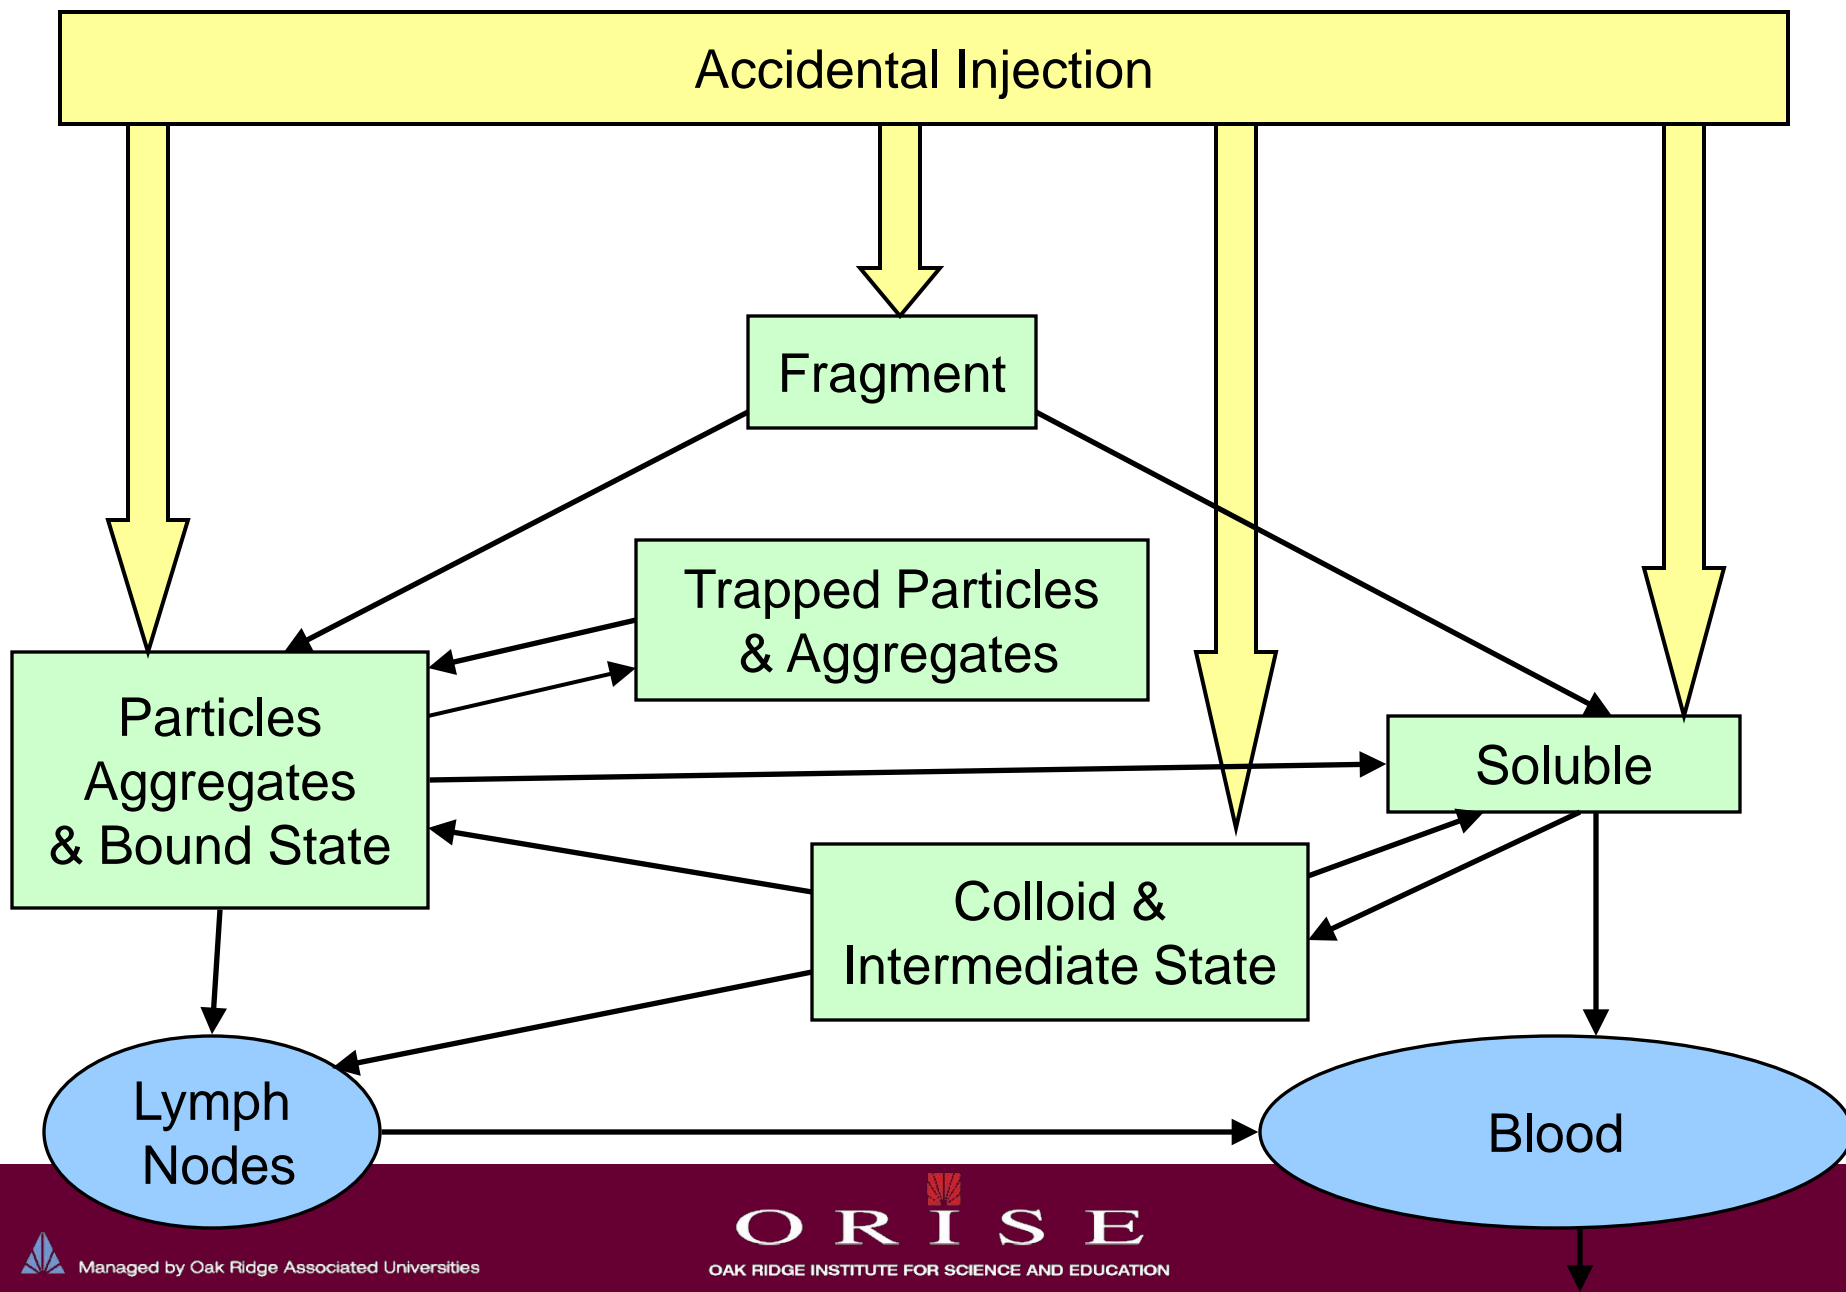 Accidental Injection
Fragment
Trapped Particles
& Aggregates
Particles
Aggregates
& Bound State
Soluble
Colloid &
Intermediate State
Lymph
Nodes
Blood
ORISE
Managed by Oak Ridge Associated Universities
OAK RIDGE INSTITUTE FOR SCIENCE AND EDUCATION